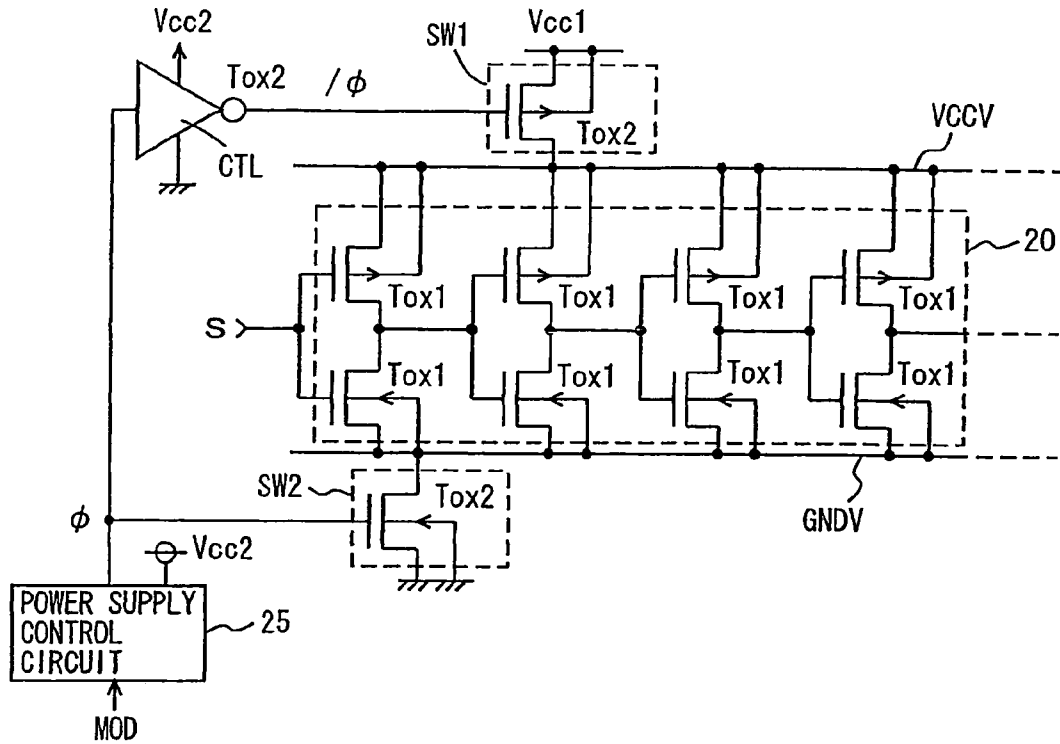 Vcc2
Tox2
/φ
CTL
SW1
Vcc1
Tox2
VCCV
20
Tox1
Tox1
Tox1
Tox1
S
Tox1
Tox1
Tox1
Tox1
SW2
Tox2
GNDV
φ
Vcc2
POWER SUPPLY
CONTROL
CIRCUIT
25
MOD